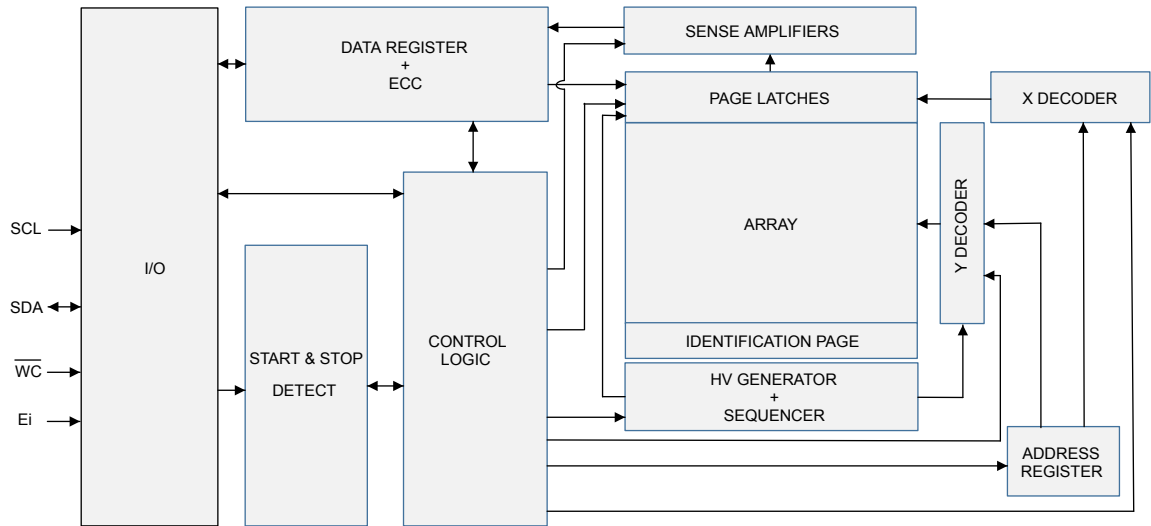 DATA REGISTER
+
ECC
SENSE AMPLIFIERS
PAGE LATCHES
X DECODER
ARRAY
Y DECODER
IDENTIFICATION PAGE
HV GENERATOR
+
SEQUENCER
ADDRESS
REGISTER
CONTROL
LOGIC
START & STOP
DETECT
I/O
SCL
SDA
W̅C̅
Ei